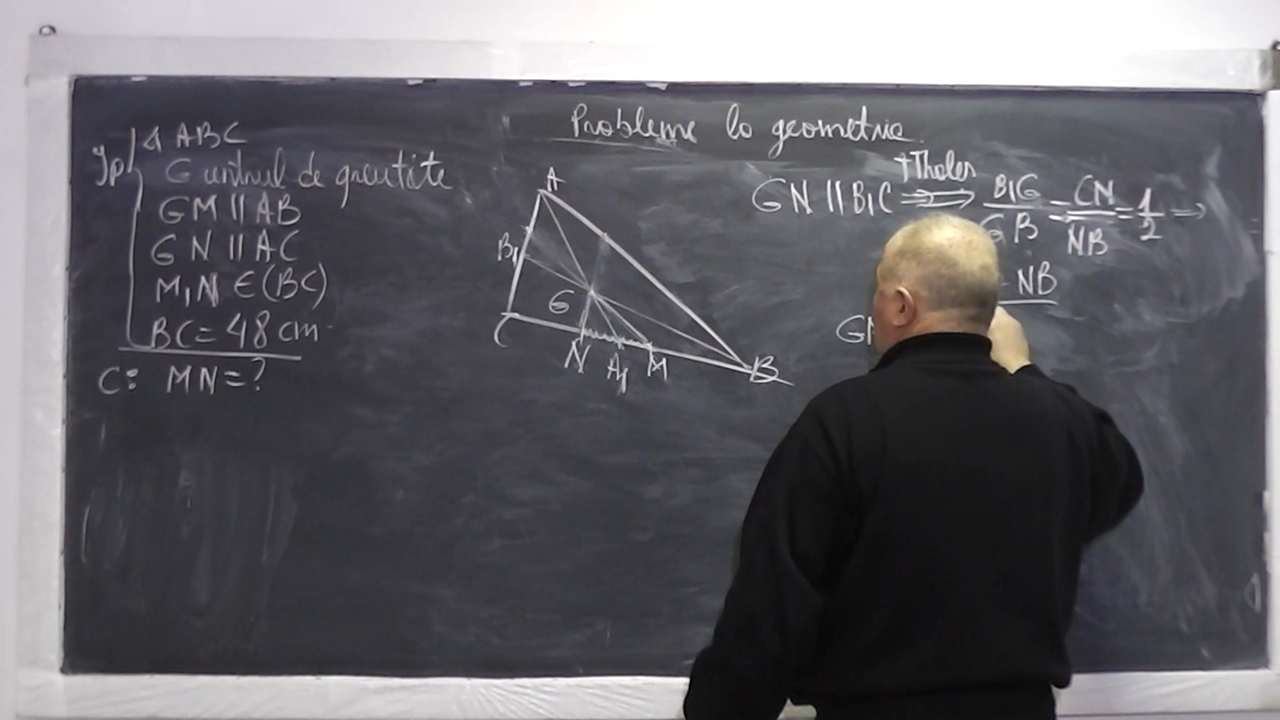 Probleme la geometrie
Ip
Δ ABC
G centrul de greutate
GM || AB
GN || AC
M, N ∈ (BC)
BC = 48 cm
C: MN = ?
A
B₁
G
C
N
A₁
M
B
GN || B₁C ⟹ T Thales B₁G/GB = CN/NB = 1/2 →
NB
G